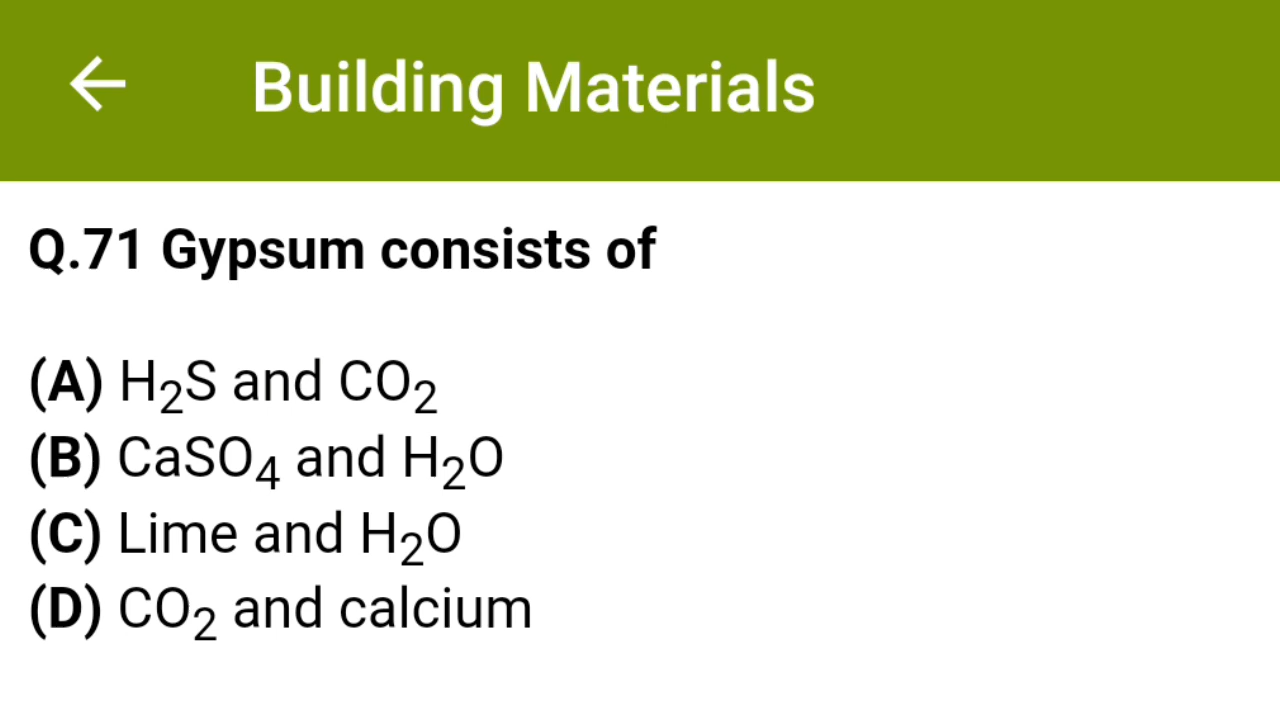 Building Materials
Q.71 Gypsum consists of
(A) H₂S and CO₂
(B) CaSO₄ and H₂O
(C) Lime and H₂O
(D) CO₂ and calcium